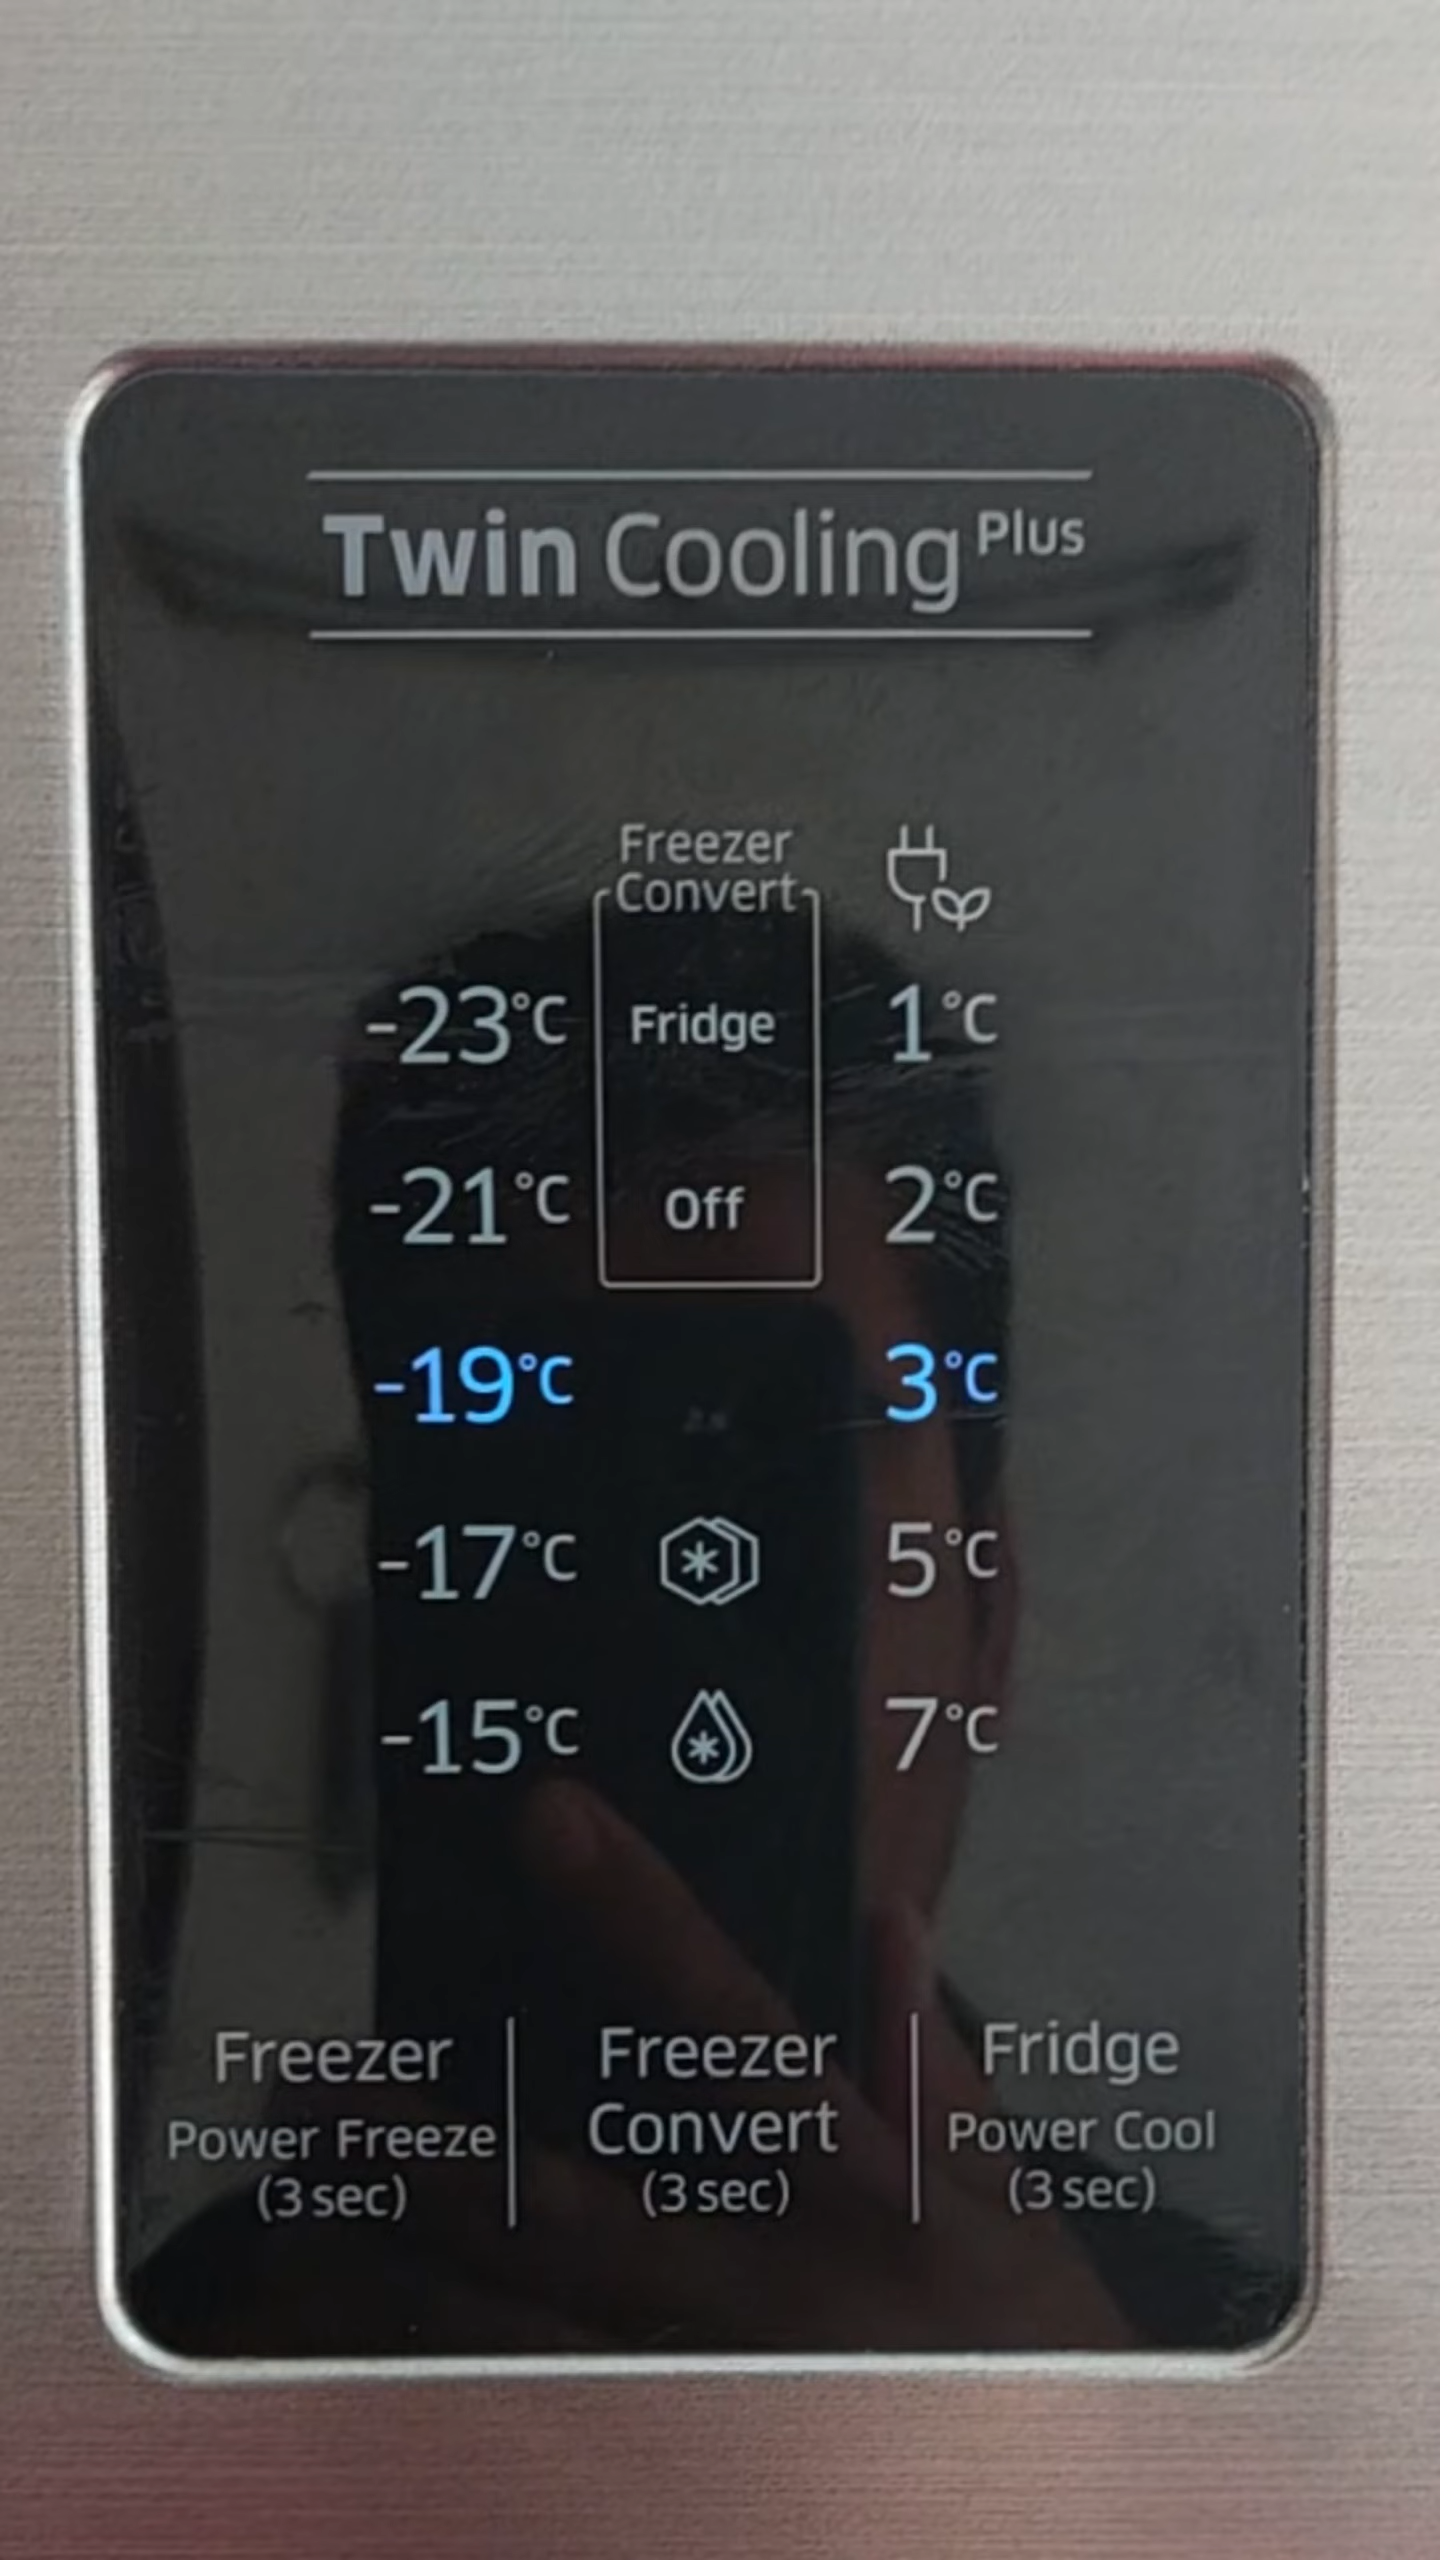 Twin Cooling Plus
Freezer
Convert
-23°C Fridge 1°C
-21°C Off 2°C
-19°C 3°C
-17°C 5°C
-15°C 7°C
Freezer
Power Freeze
(3 sec)
Freezer
Convert
(3 sec)
Fridge
Power Cool
(3 sec)